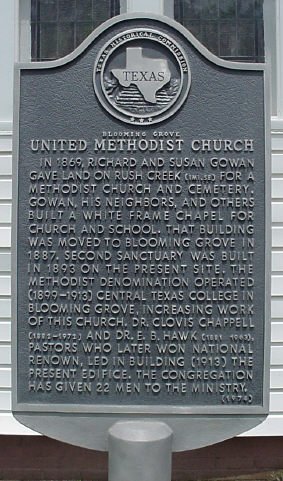 TEXAS HISTORICAL COMMISSION
TEXAS
BLOOMING GROVE
UNITED METHODIST CHURCH
IN 1869, RICHARD AND SUSAN GOWAN
GAVE LAND ON RUSH CREEK (1MI.SE) FOR A
METHODIST CHURCH AND CEMETERY.
GOWAN, HIS NEIGHBORS, AND OTHERS
BUILT A WHITE FRAME CHAPEL FOR
CHURCH AND SCHOOL. THAT BUILDING
WAS MOVED TO BLOOMING GROVE IN
1887. SECOND SANCTUARY WAS BUILT
IN 1893 ON THE PRESENT SITE. THE
METHODIST DENOMINATION OPERATED
(1899-1913) CENTRAL TEXAS COLLEGE IN
BLOOMING GROVE, INCREASING WORK
OF THIS CHURCH. DR. CLOVIS CHAPPELL
(1882-1972) AND DR. E. B. HAWK (1881 1963),
PASTORS WHO LATER WON NATIONAL
RENOWN, LED IN BUILDING (1913) THE
PRESENT EDIFICE. THE CONGREGATION
HAS GIVEN 22 MEN TO THE MINISTRY.
(1974)